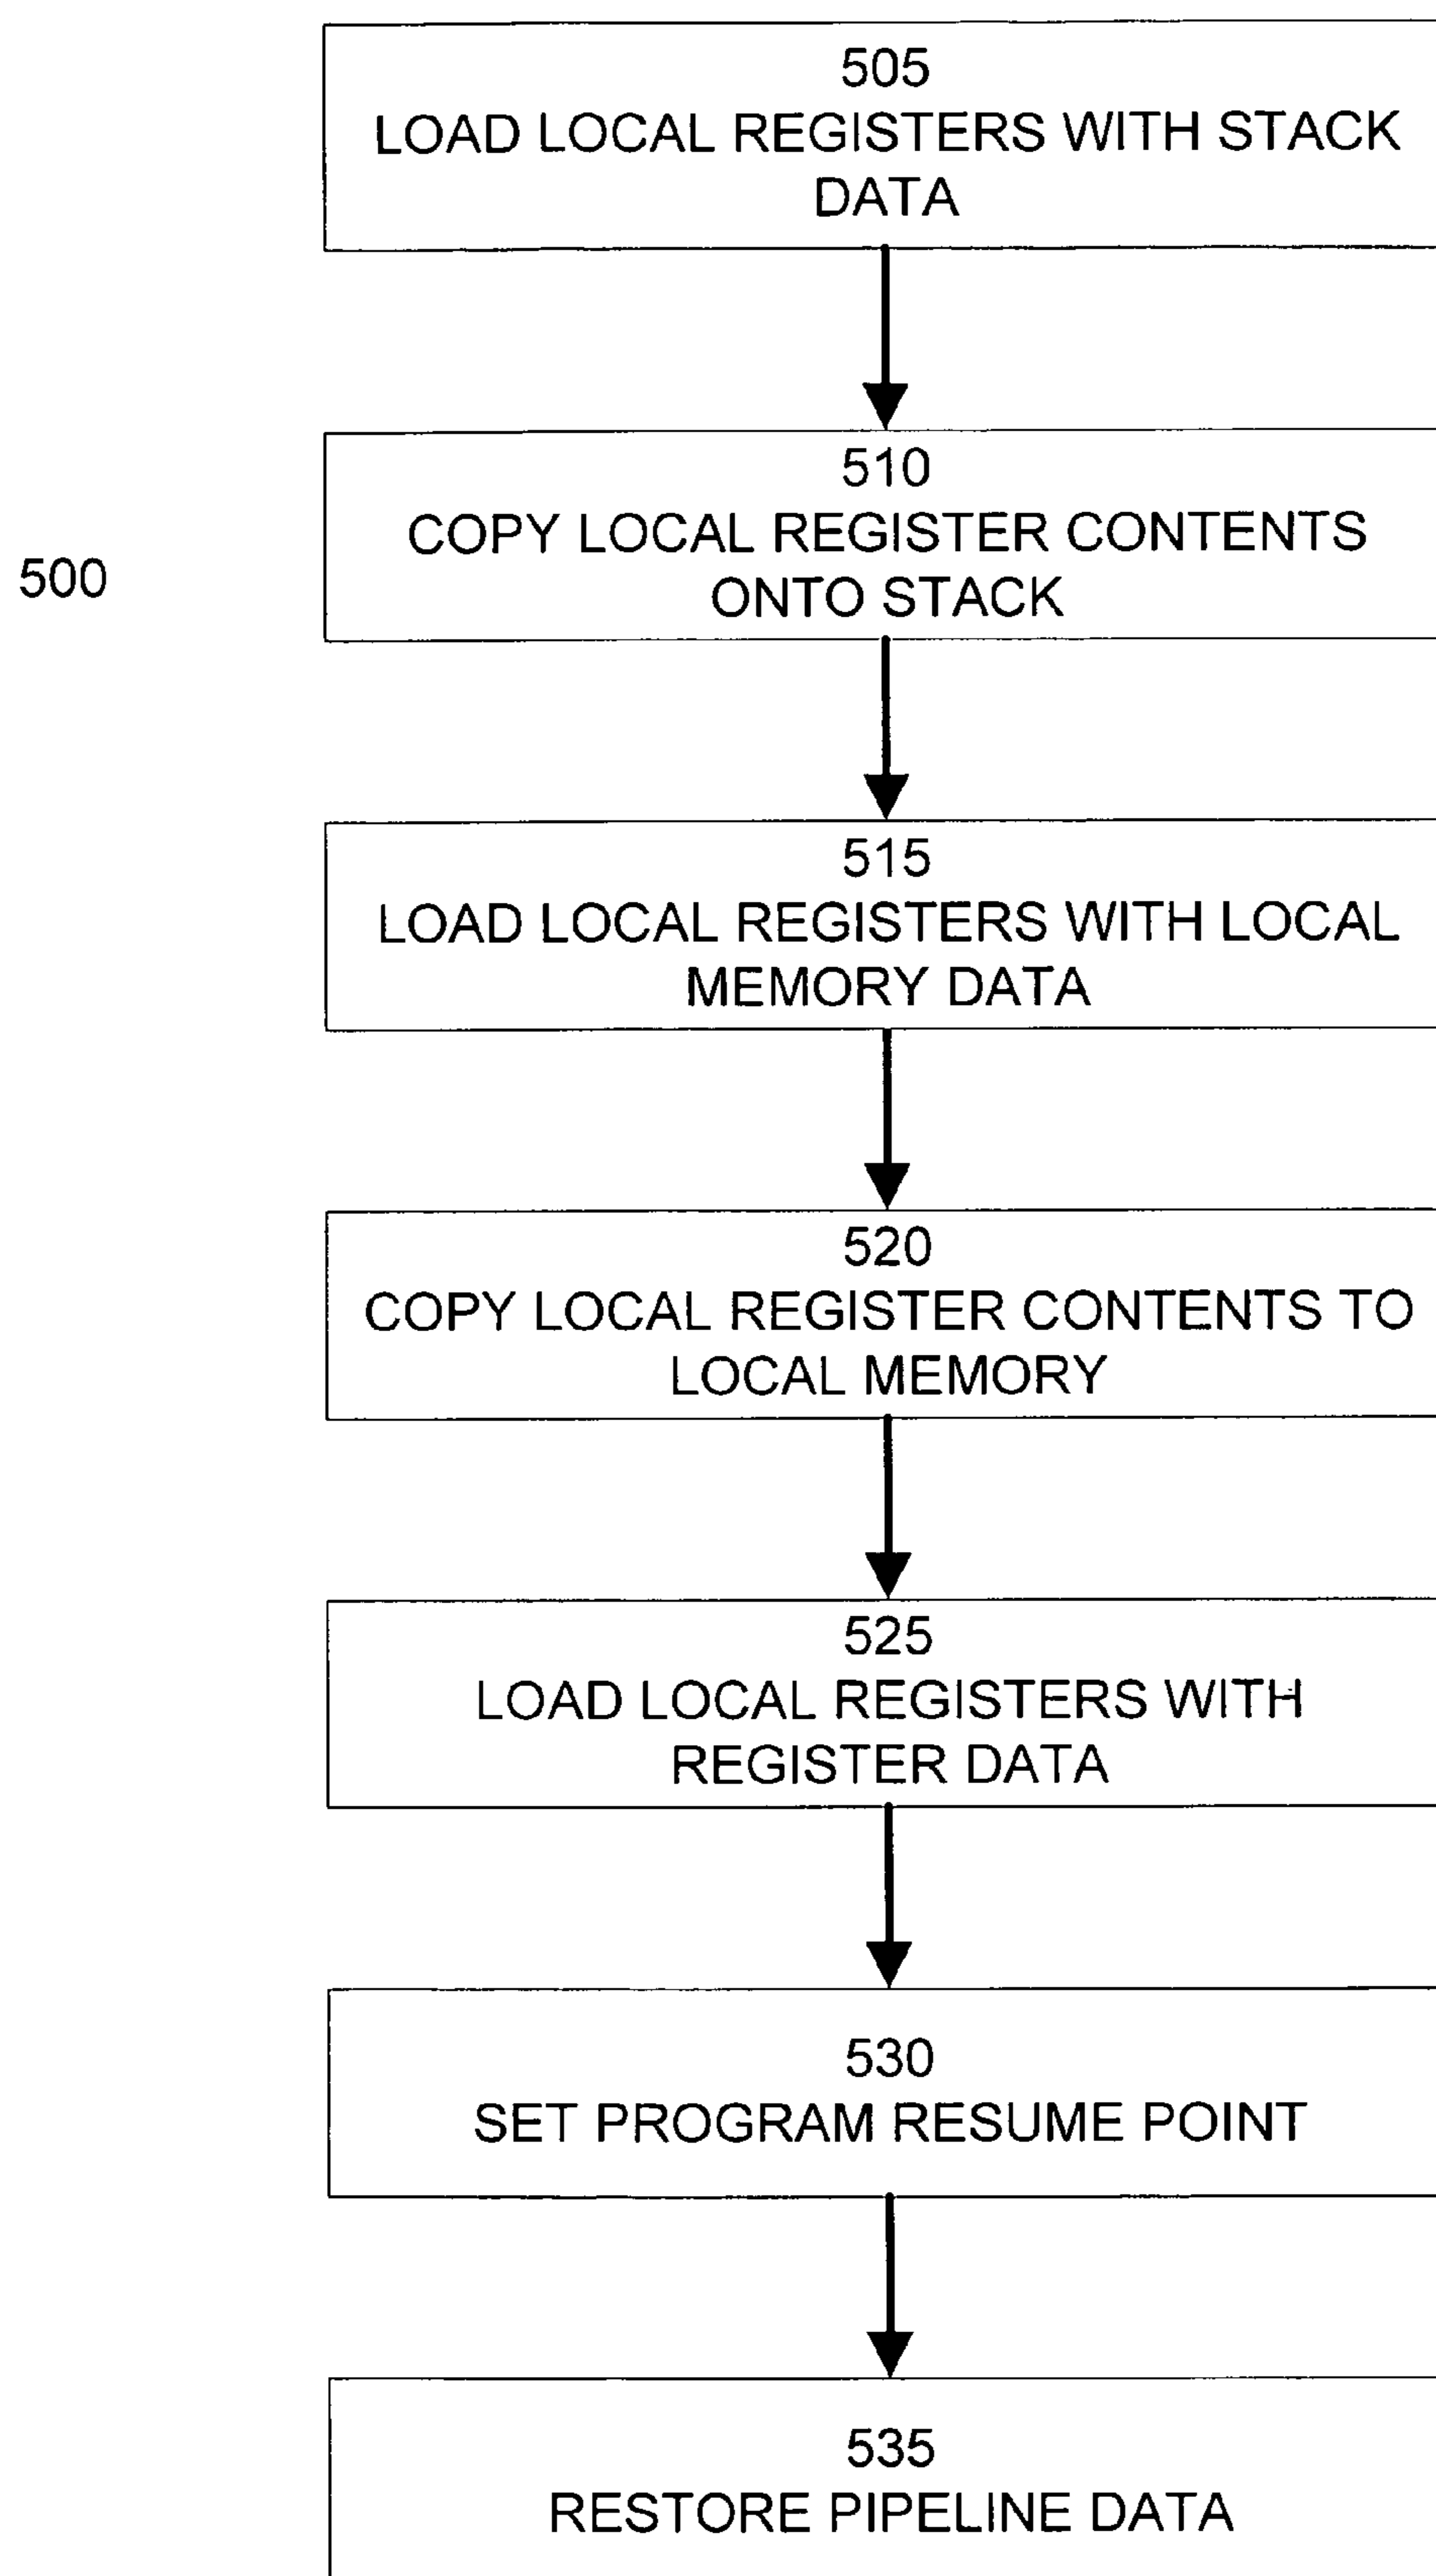 505
LOAD LOCAL REGISTERS WITH STACK
DATA
510
COPY LOCAL REGISTER CONTENTS
ONTO STACK
500
515
LOAD LOCAL REGISTERS WITH LOCAL
MEMORY DATA
520
COPY LOCAL REGISTER CONTENTS TO
LOCAL MEMORY
525
LOAD LOCAL REGISTERS WITH
REGISTER DATA
530
SET PROGRAM RESUME POINT
535
RESTORE PIPELINE DATA